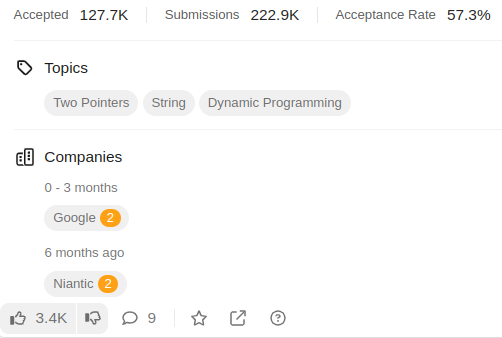 Accepted 127.7K Submissions 222.9K Acceptance Rate 57.3%
Topics
Two Pointers String Dynamic Programming
Companies
0 - 3 months
Google 2
6 months ago
Niantic 2
3.4K 9